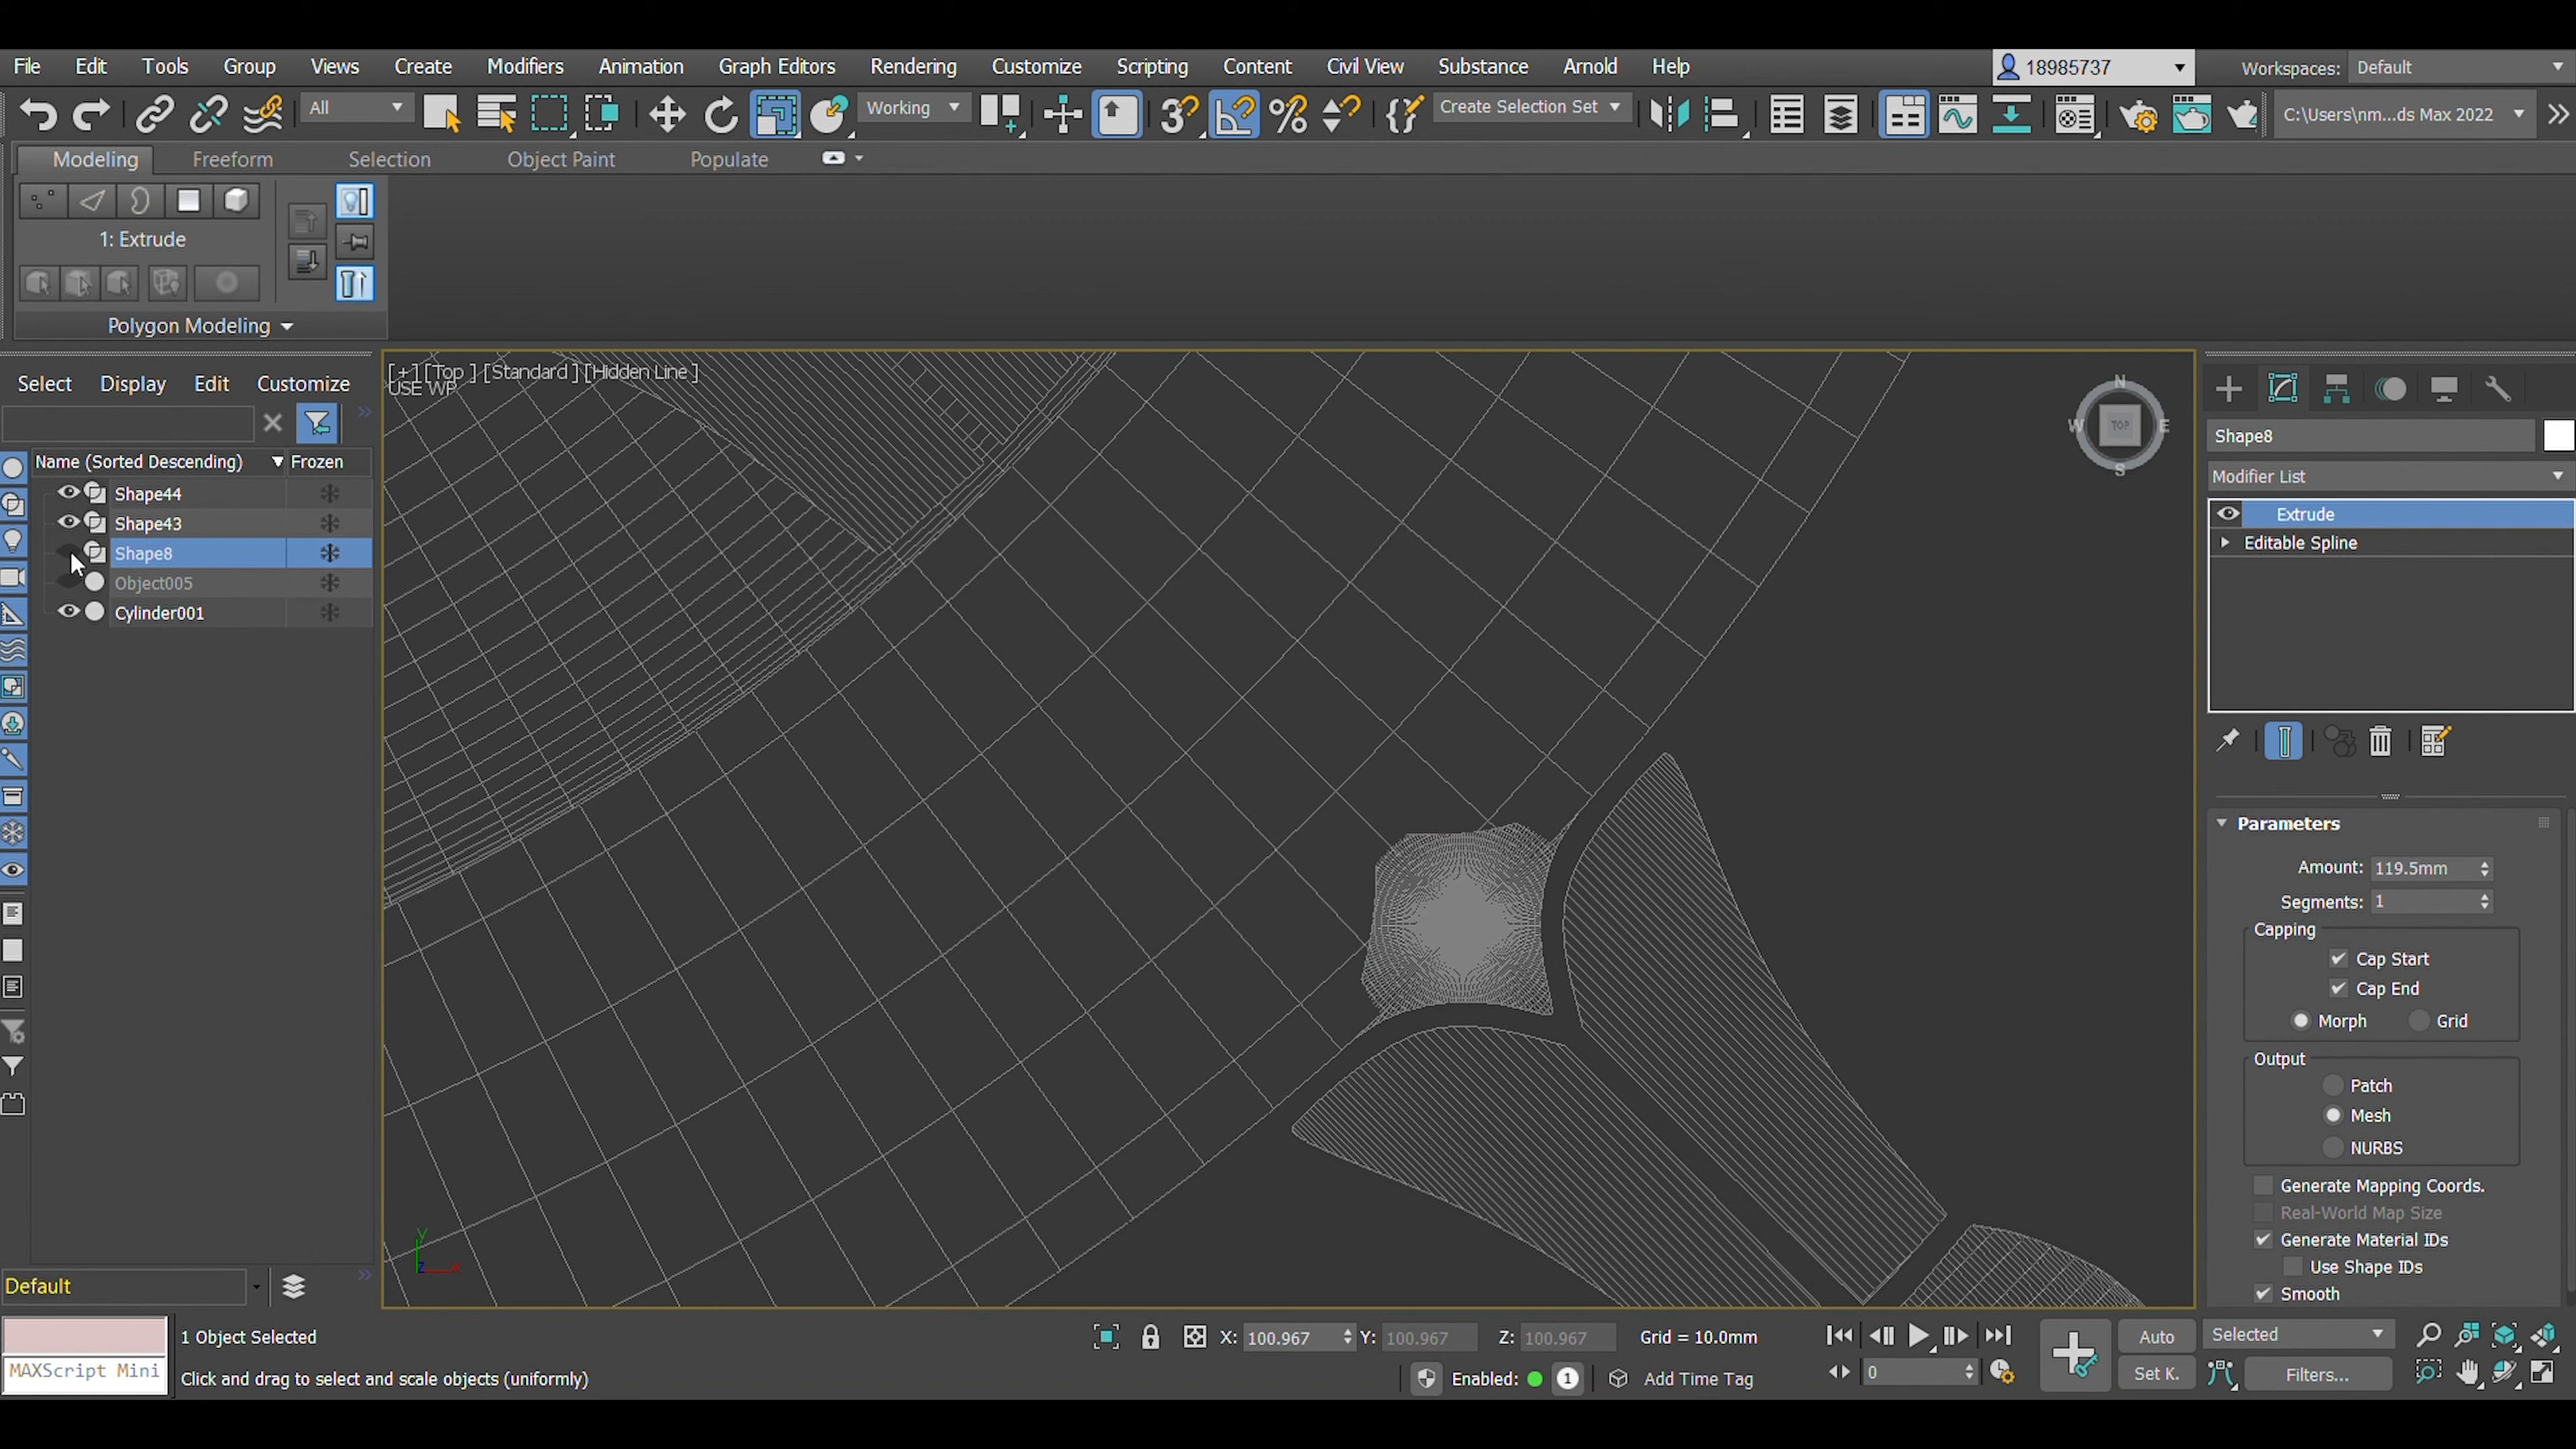 File Edit Tools Group Views Create Modifiers Animation Graph Editors Rendering Customize Scripting Content Civil View Substance Arnold Help 18985737 Workspaces: Default
All Working Create Selection Set C:\Users\nm...ds Max 2022
Modeling Freeform Selection Object Paint Populate
1: Extrude
Polygon Modeling
Select Display Edit Customize
Name (Sorted Descending) Frozen
Shape44
Shape43
Shape8
Object005
Cylinder001
Default
[+] [Top ] [Standard ] [Hidden Line ]
USE WP
N
W TOP E
S
y
z x
Shape8
Modifier List
Extrude
Editable Spline
Parameters
Amount: 119.5mm
Segments: 1
Capping
Cap Start
Cap End
Morph Grid
Output
Patch
Mesh
NURBS
Generate Mapping Coords.
Real-World Map Size
Generate Material IDs
Use Shape IDs
Smooth
1 Object Selected X: 100.967 Y: 100.967 Z: 100.967 Grid = 10.0mm Auto Selected
MAXScript Mini Click and drag to select and scale objects (uniformly) Enabled: 1 Add Time Tag 0 Set K. Filters...